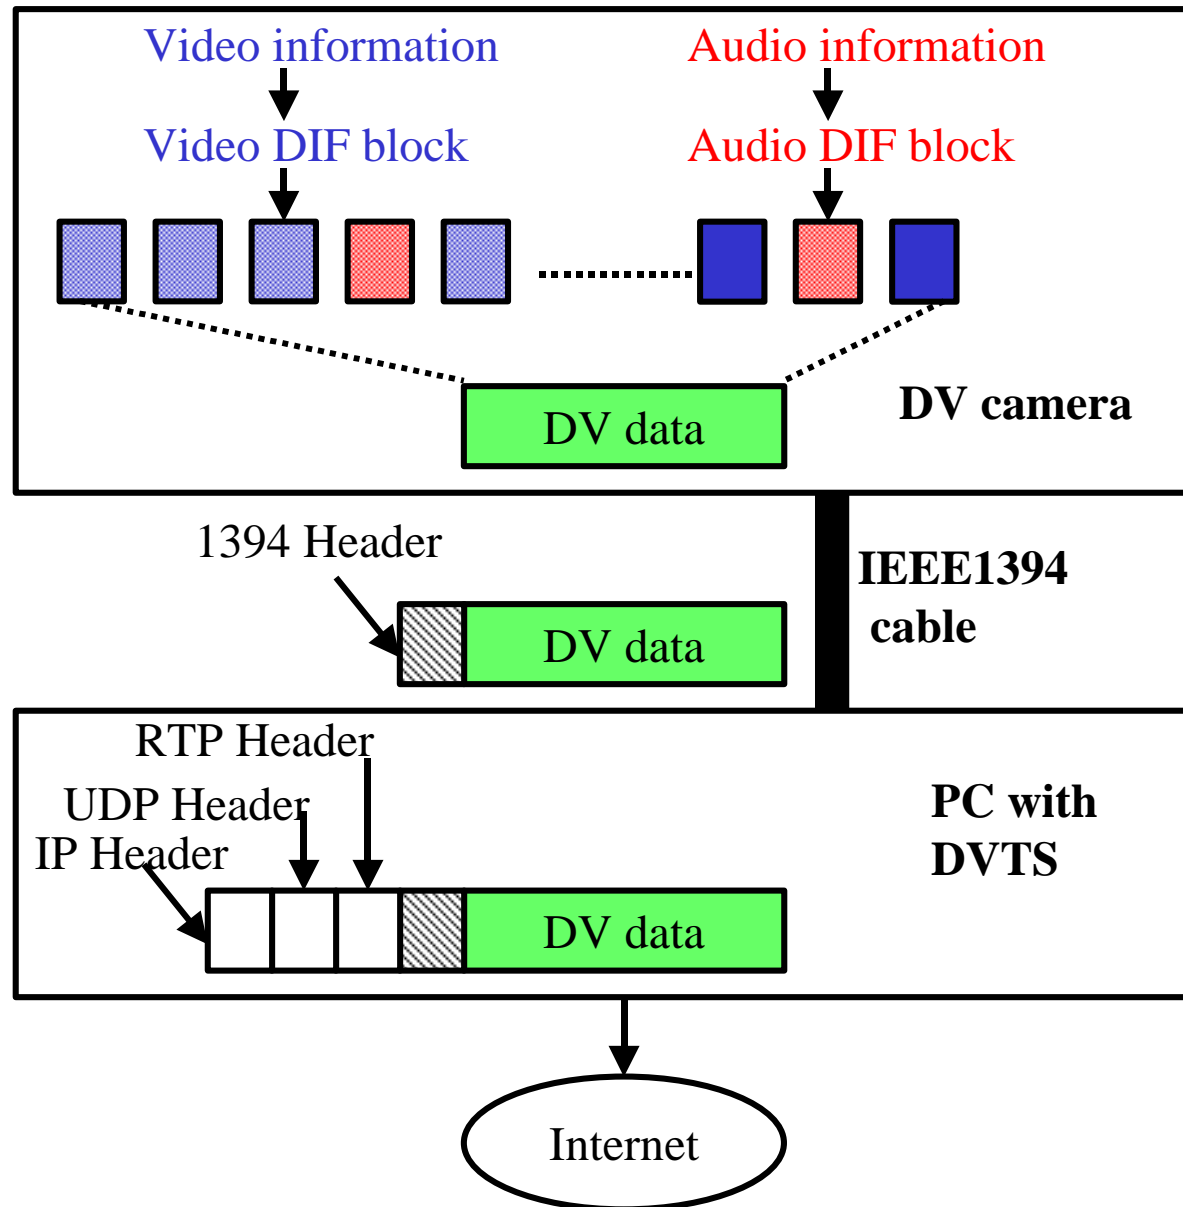 Video information
Audio information
Video DIF block
Audio DIF block
DV data
DV camera
1394 Header
IEEE1394
cable
DV data
RTP Header
UDP Header
IP Header
PC with
DVTS
DV data
Internet